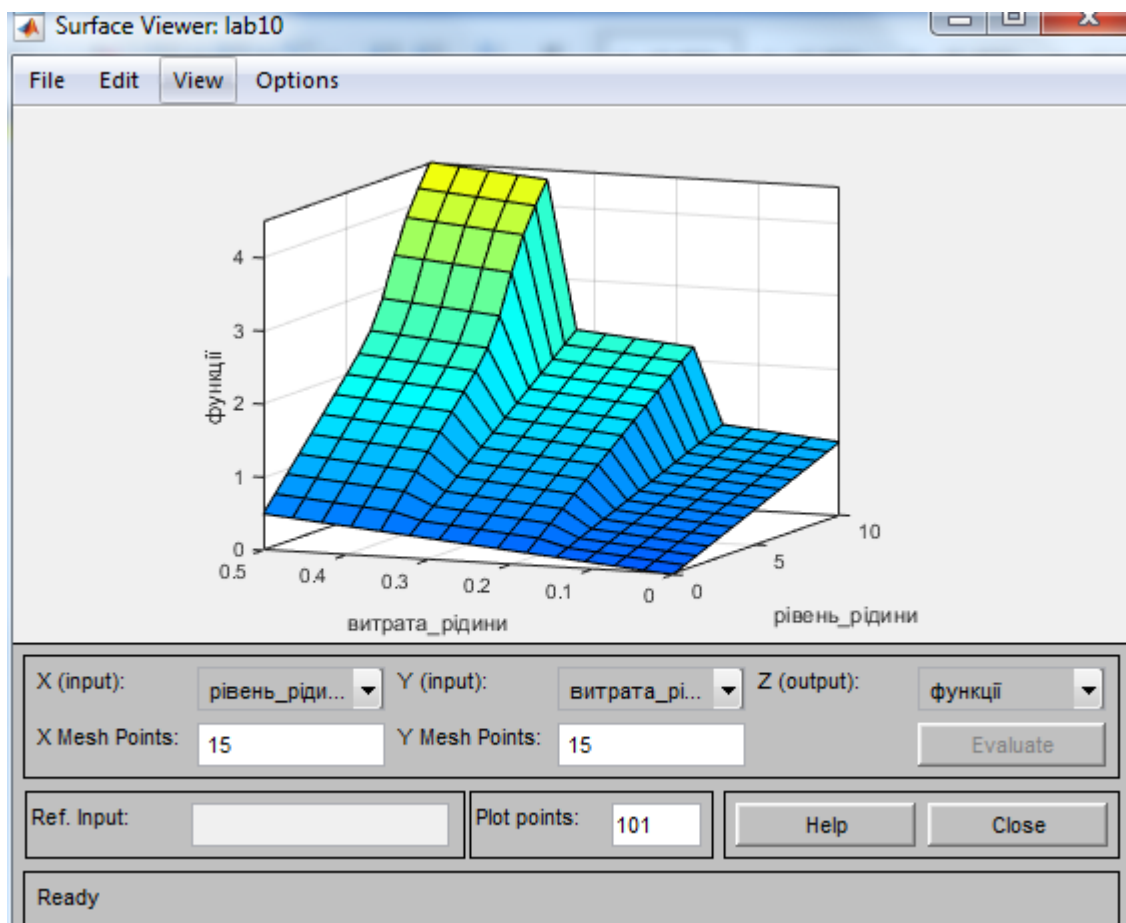 Surface Viewer: lab10
File Edit View Options
4
3
2
1
0
функції
0.5
0.4
0.3
0.2
0.1
0
витрата_рідини
0
5
10
рівень_рідини
X (input): рівень_ріди... Y (input): витрата_рі... Z (output): функції
X Mesh Points: 15 Y Mesh Points: 15 Evaluate
Ref. Input: Plot points: 101 Help Close
Ready